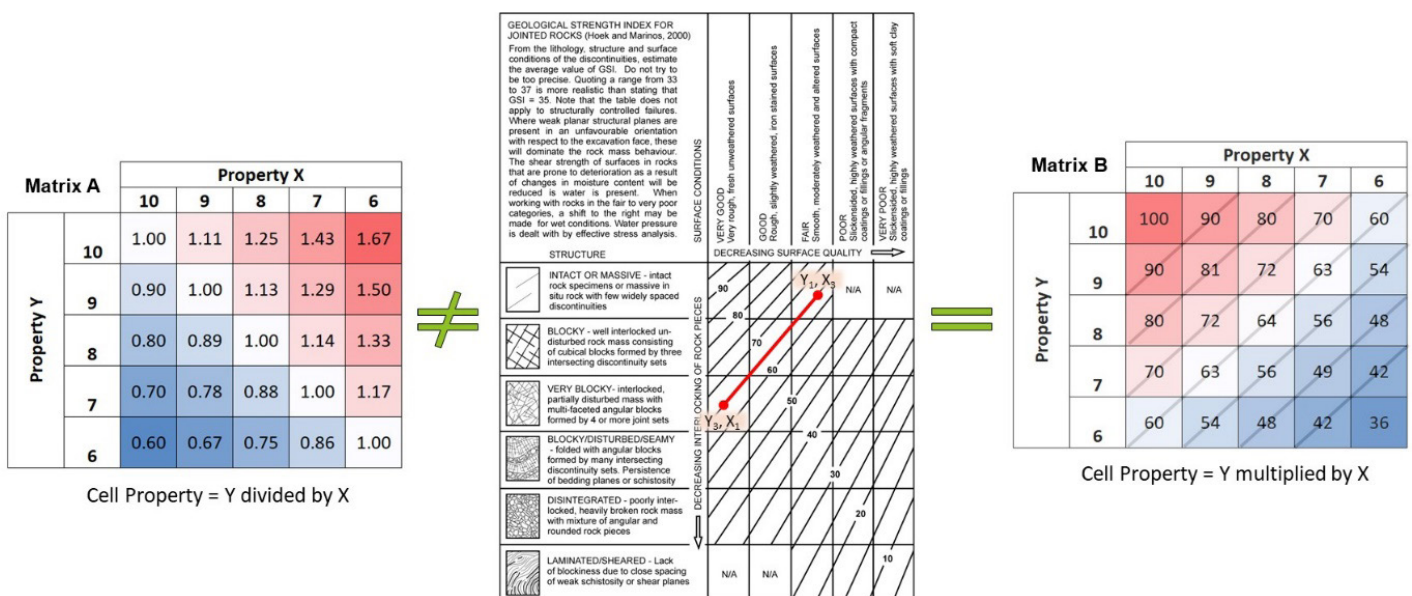 Matrix A
Property X
10 9 8 7 6
Property Y
10 1.00 1.11 1.25 1.43 1.67
9 0.90 1.00 1.13 1.29 1.50
8 0.80 0.89 1.00 1.14 1.33
7 0.70 0.78 0.88 1.00 1.17
6 0.60 0.67 0.75 0.86 1.00
Cell Property = Y divided by X
≠
GEOLOGICAL STRENGTH INDEX FOR
JOINTED ROCKS (Hoek and Marinos, 2000)
From the lithology, structure and surface
conditions of the discontinuities, estimate
the average value of GSI. Do not try to
be too precise. Quoting a range from 33
to 37 is more realistic than stating that
GSI = 35. Note that the table does not
apply to structurally controlled failures.
Where weak planar structural planes are
present in an unfavourable orientation
with respect to the excavation face, these
will dominate the rock mass behaviour.
The shear strength of surfaces in rocks
that are prone to deterioration as a result
of changes in moisture content will be
reduced is water is present. When
working with rocks in the fair to very poor
categories, a shift to the right may be
made for wet conditions. Water pressure
is dealt with by effective stress analysis.
STRUCTURE
SURFACE CONDITIONS
VERY GOOD
Very rough, fresh unweathered surfaces
GOOD
Rough, slightly weathered, iron stained surfaces
FAIR
Smooth, moderately weathered and altered surfaces
POOR
Slickensided, highly weathered surfaces with compact
coatings or fillings or angular fragments
VERY POOR
Slickensided, highly weathered surfaces with soft clay
coatings or fillings
DECREASING SURFACE QUALITY
DECREASING INTERLOCKING OF ROCK PIECES
INTACT OR MASSIVE - intact
rock specimens or massive in
situ rock with few widely spaced
discontinuities
BLOCKY - well interlocked un-
disturbed rock mass consisting
of cubical blocks formed by three
intersecting discontinuity sets
VERY BLOCKY- interlocked,
partially disturbed mass with
multi-faceted angular blocks
formed by 4 or more joint sets
BLOCKY/DISTURBED/SEAMY
- folded with angular blocks
formed by many intersecting
discontinuity sets. Persistence
of bedding planes or schistosity
DISINTEGRATED - poorly inter-
locked, heavily broken rock mass
with mixture of angular and
rounded rock pieces
LAMINATED/SHEARED - Lack
of blockiness due to close spacing
of weak schistosity or shear planes
90
Y1, X3
N/A N/A
80
70
60
50
Y3, X1
40
30
20
10
N/A N/A
=
Matrix B
Property X
10 9 8 7 6
Property Y
10 100 90 80 70 60
9 90 81 72 63 54
8 80 72 64 56 48
7 70 63 56 49 42
6 60 54 48 42 36
Cell Property = Y multiplied by X